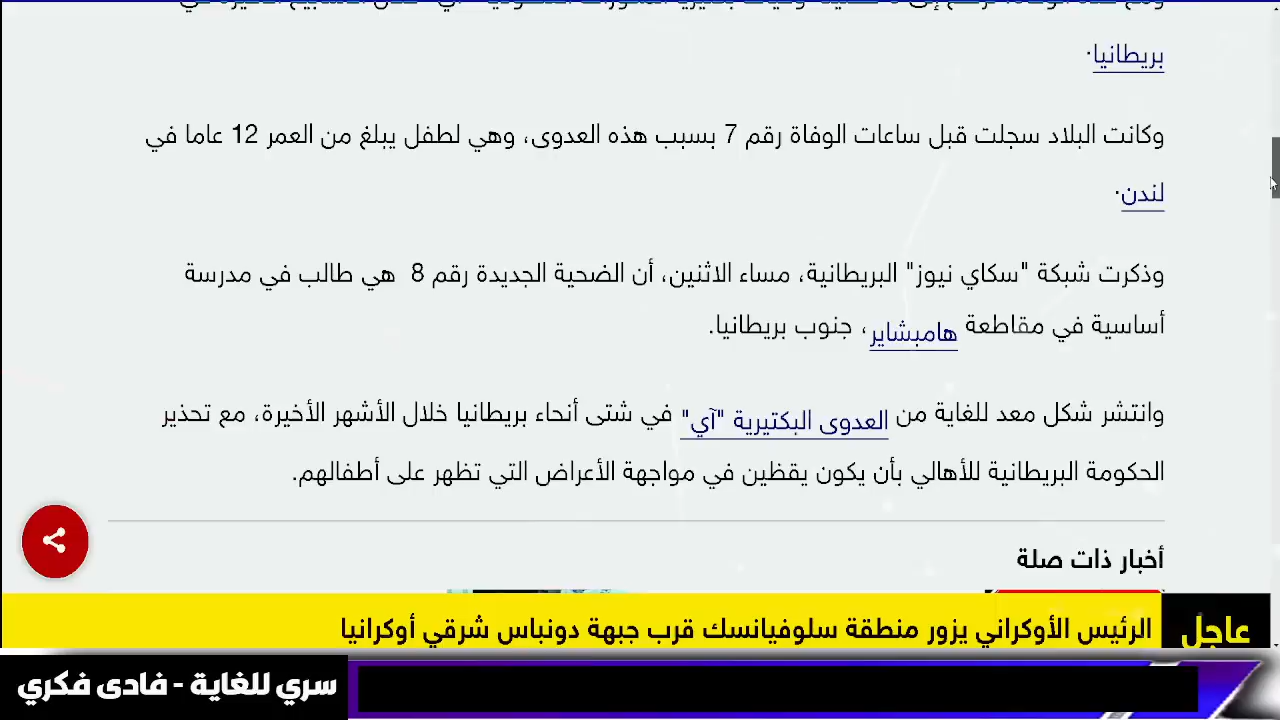 بريطانيا.
وكانت البلاد سجلت قبل ساعات الوفاة رقم 7 بسبب هذه العدوى، وهي لطفل يبلغ من العمر 12 عاما في
لندن.
وذكرت شبكة "سكاي نيوز" البريطانية، مساء الاثنين، أن الضحية الجديدة رقم 8 هي طالب في مدرسة
أساسية في مقاطعة هامبشاير، جنوب بريطانيا.
وانتشر شكل معد للغاية من العدوى البكتيرية "آي" في شتى أنحاء بريطانيا خلال الأشهر الأخيرة، مع تحذير
الحكومة البريطانية للأهالي بأن يكون يقظين في مواجهة الأعراض التي تظهر على أطفالهم.
أخبار ذات صلة
عاجل الرئيس الأوكراني يزور منطقة سلوفيانسك قرب جبهة دونباس شرقي أوكرانيا
سري للغاية - فادى فكري